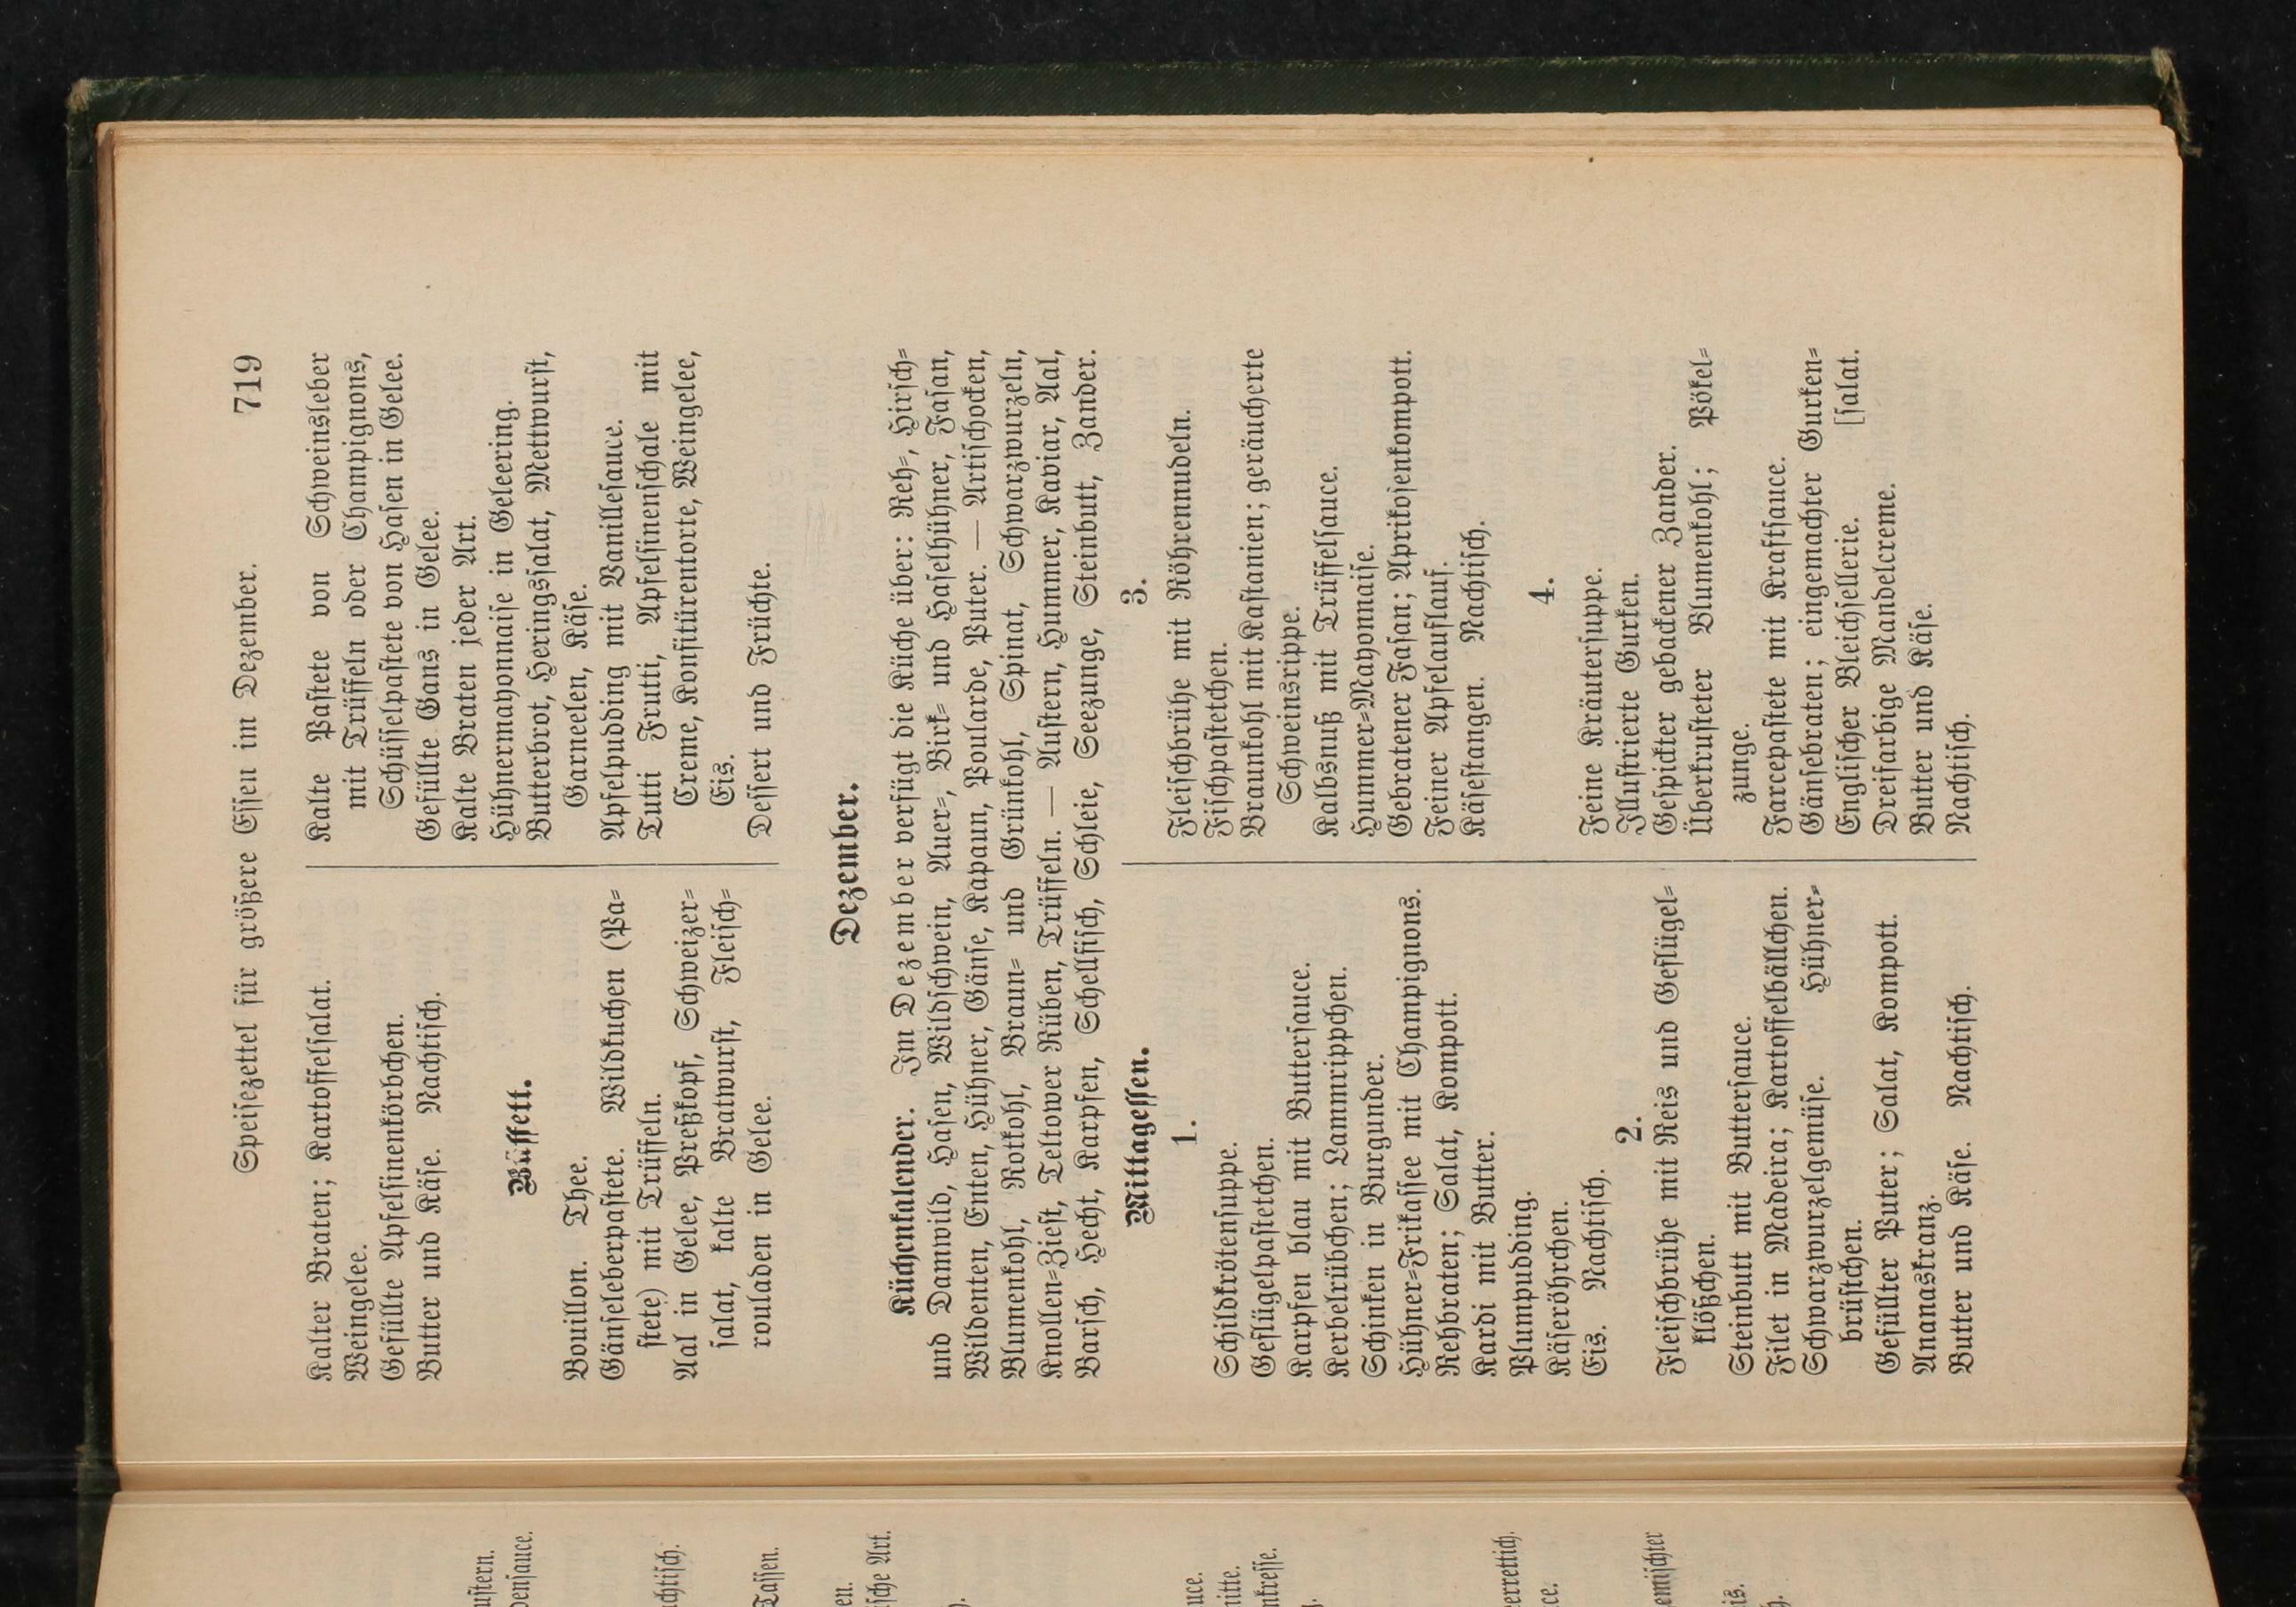 Speisezettel für größere Essen in Dezember. 719
Kalter Braten; Kartoffelsalat.
Weingelee.
Gefüllte Apfelsinenkörbchen.
Butter und Käse. Nachtisch.
Büffett.
Bouillon. Thee.
Gänseleberpastete. Wildkuchen (Pa-
stete) mit Trüffeln.
Aal in Gelee, Preßkopf, Schweizer-
salat, kalte Bratwurst, Fleisch-
rouladen in Gelee.
Kalte Pastete von Schweinsleber
mit Trüffeln oder Champignons,
Schüsselpastete von Hasen in Gelee.
Gefüllte Gans in Gelee.
Kalte Braten jeder Art.
Hühnermayonnaise in Geleering.
Butterbrot, Heringssalat, Mettwurst,
Garneelen, Käse.
Apfelpudding mit Vanillesauce.
Tutti Frutti, Apfelsinenschale mit
Creme, Konfitürentorte, Weingelee,
Eis.
Dessert und Früchte.
Dezember.
Küchenkalender. Im Dezember verfügt die Küche über: Reh-, Hirsch-
und Damwild, Hasen, Wildschwein, Auer-, Birk- und Haselhühner, Fasan,
Wildenten, Enten, Hühner, Gänse, Kapaun, Poularde, Puter. — Artischocken,
Blumenkohl, Rotkohl, Braun- und Grünkohl, Spinat, Schwarzwurzeln,
Knollen-Ziest, Teltower Rüben, Trüffeln. — Austern, Hummer, Kaviar, Aal,
Barsch, Hecht, Karpfen, Schellfisch, Schleie, Seezunge, Steinbutt, Zander.
Mittagessen.
1.
Schildkrötensuppe.
Geflügelpastetchen.
Karpfen blau mit Buttersauce.
Kerbelrübchen; Lammrippchen.
Schinken in Burgunder.
Hühner-Frikassee mit Champignons.
Rehbraten; Salat, Kompott.
Kardi mit Butter.
Plumpudding.
Käseröhrchen.
Eis. Nachtisch.
2.
Fleischbrühe mit Reis und Geflügel-
klößchen.
Steinbutt mit Buttersauce.
Filet in Madeira; Kartoffelbällchen.
Schwarzwurzelgemüse. Hühner-
brüstchen.
Gefüllter Puter; Salat, Kompott.
Ananaskranz.
Butter und Käse. Nachtisch.
3.
Fleischbrühe mit Röhrennudeln.
Fischpastetchen.
Braunkohl mit Kastanien; geräucherte
Schweinsrippe.
Kalbsnuß mit Trüffelsauce.
Hummer-Mayonnaise.
Gebratener Fasan; Aprikosenkompott.
Feiner Apfelauflauf.
Käsestangen. Nachtisch.
4.
Feine Kräutersuppe.
Illustrierte Gurken.
Gespickter gebackener Zander.
Überkrusteter Blumenkohl; Pökel-
zunge.
Farcepastete mit Kraftsauce.
Gänsebraten; eingemachter Gurken-
Englischer Bleichsellerie. [salat.
Dreifarbige Mandelcreme.
Butter und Käse.
Nachtisch.